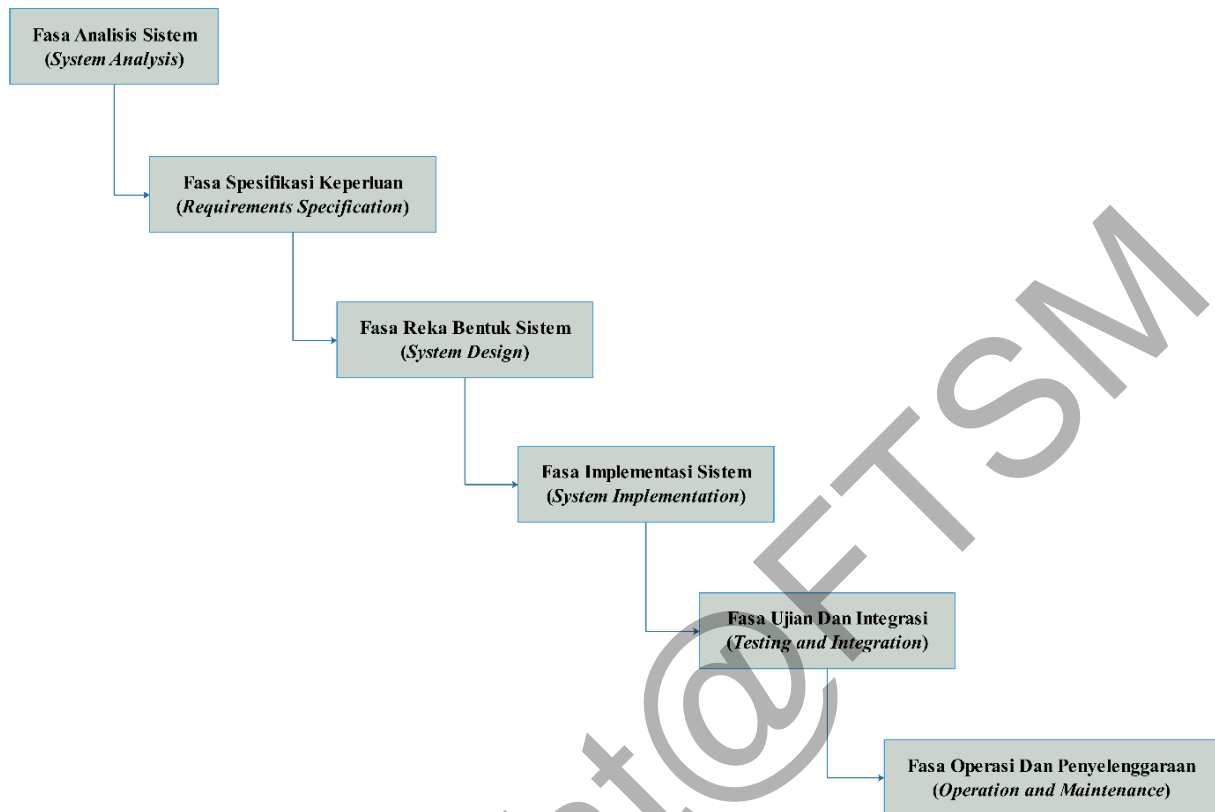 Fasa Analisis Sistem
(System Analysis)
Fasa Spesifikasi Keperluan
(Requirements Specification)
Fasa Reka Bentuk Sistem
(System Design)
Fasa Implementasi Sistem
(System Implementation)
Fasa Ujian Dan Integrasi
(Testing and Integration)
Fasa Operasi Dan Penyelenggaraan
(Operation and Maintenance)
t@FTSM